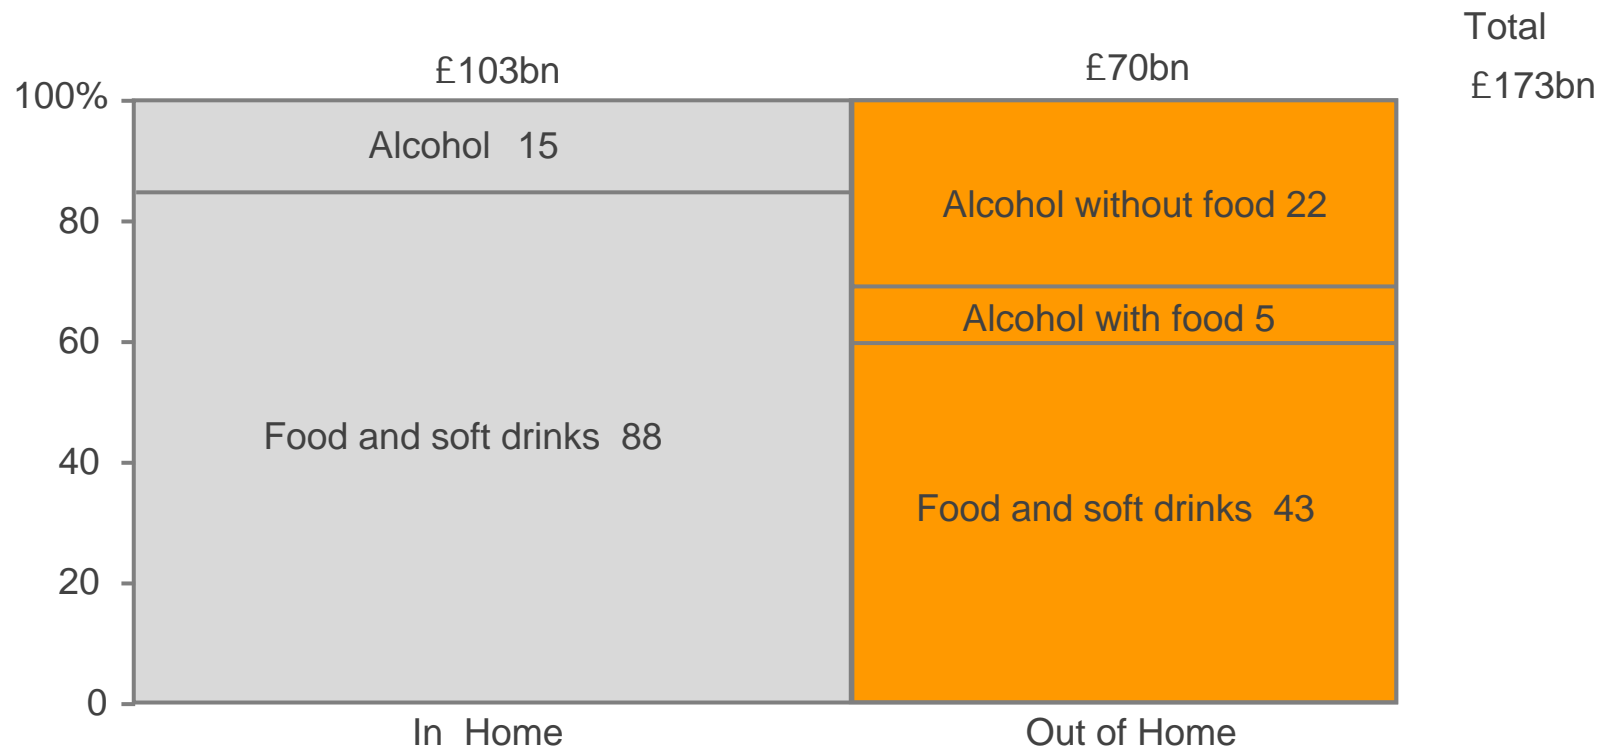 Total
£103bn
£70bn
£173bn
100%
Alcohol 15
Alcohol without food 22
80
Alcohol with food 5
60
Food and soft drinks 88
40
Food and soft drinks 43
20
0
In Home
Out of Home